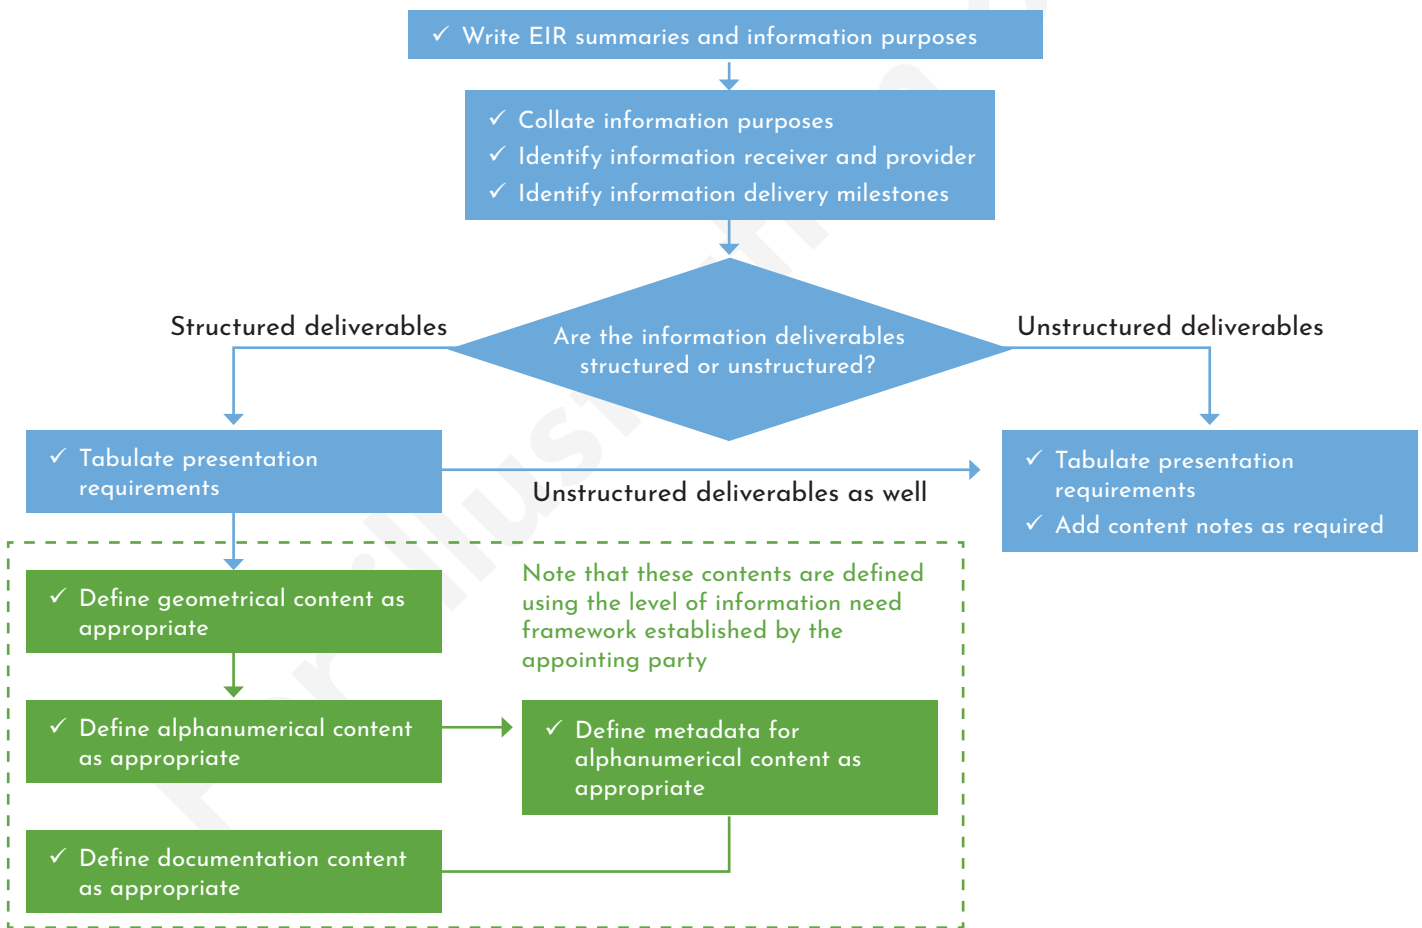 ✓ Write EIR summaries and information purposes
✓ Collate information purposes
✓ Identify information receiver and provider
✓ Identify information delivery milestones
Are the information deliverables
structured or unstructured?
Structured deliverables
Unstructured deliverables
✓ Tabulate presentation
requirements
Unstructured deliverables as well
✓ Tabulate presentation
requirements
✓ Add content notes as required
✓ Define geometrical content as
appropriate
Note that these contents are defined
using the level of information need
framework established by the
appointing party
✓ Define alphanumerical content
as appropriate
✓ Define metadata for
alphanumerical content as
appropriate
✓ Define documentation content
as appropriate